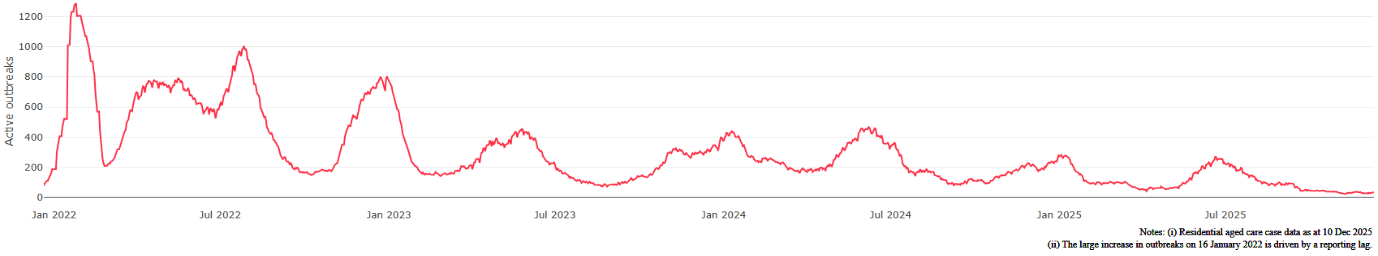 Active outbreaks
1200
1000
800
600
400
200
0
Jan 2022
Jul 2022
Jan 2023
Jul 2023
Jan 2024
Jul 2024
Jan 2025
Jul 2025
Notes: (i) Residential aged care case data as at 10 Dec 2025
(ii) The large increase in outbreaks on 16 January 2022 is driven by a reporting lag.